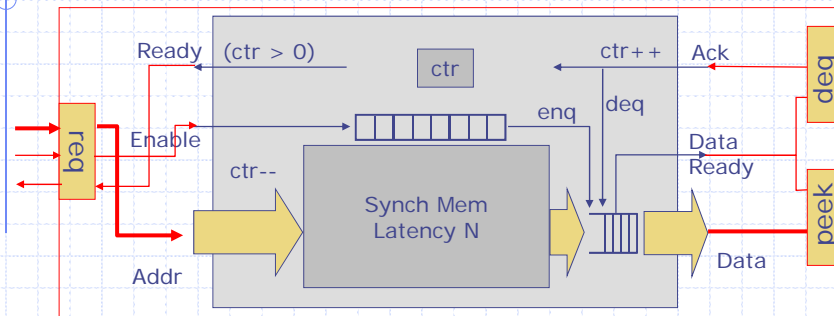 Ready
(ctr > 0)
ctr
ctr++
Ack
deq
req
Enable
enq
deq
Data
Ready
ctr--
Synch Mem
Latency N
peek
Addr
Data